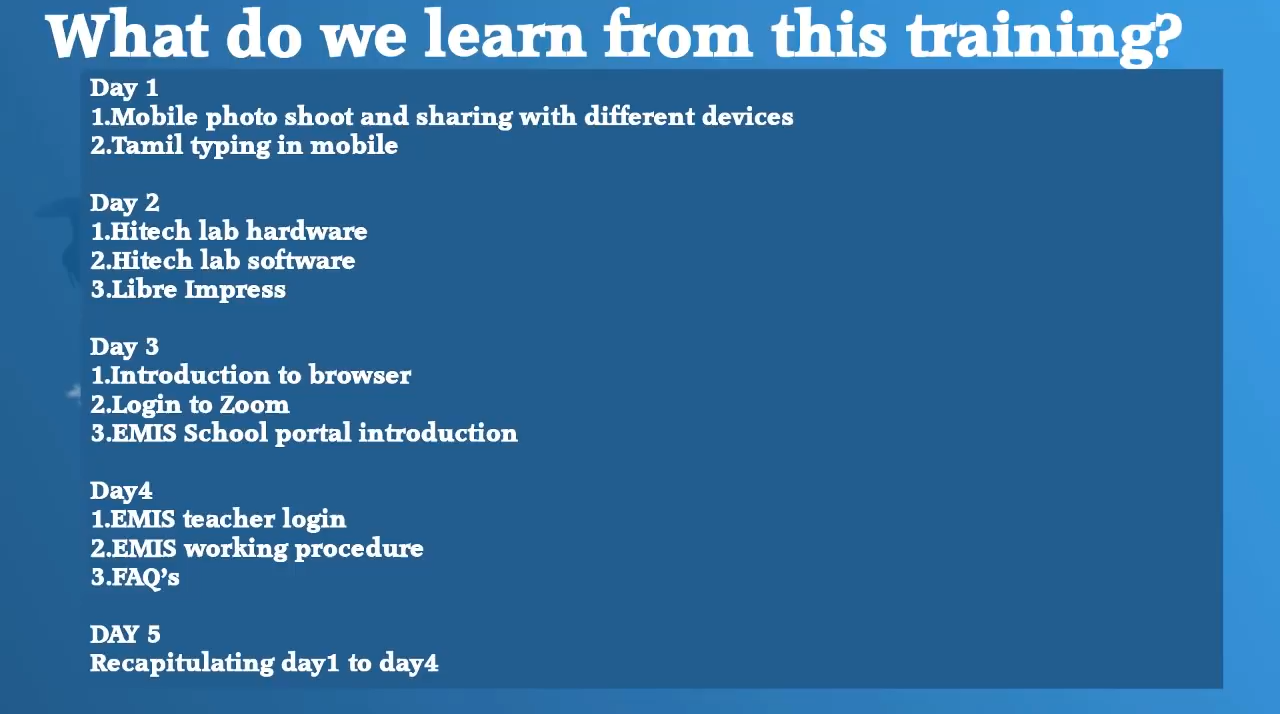 What do we learn from this training?
Day 1
1.Mobile photo shoot and sharing with different devices
2.Tamil typing in mobile
Day 2
1.Hitech lab hardware
2.Hitech lab software
3.Libre Impress
Day 3
1.Introduction to browser
2.Login to Zoom
3.EMIS School portal introduction
Day4
1.EMIS teacher login
2.EMIS working procedure
3.FAQ’s
DAY 5
Recapitulating day1 to day4